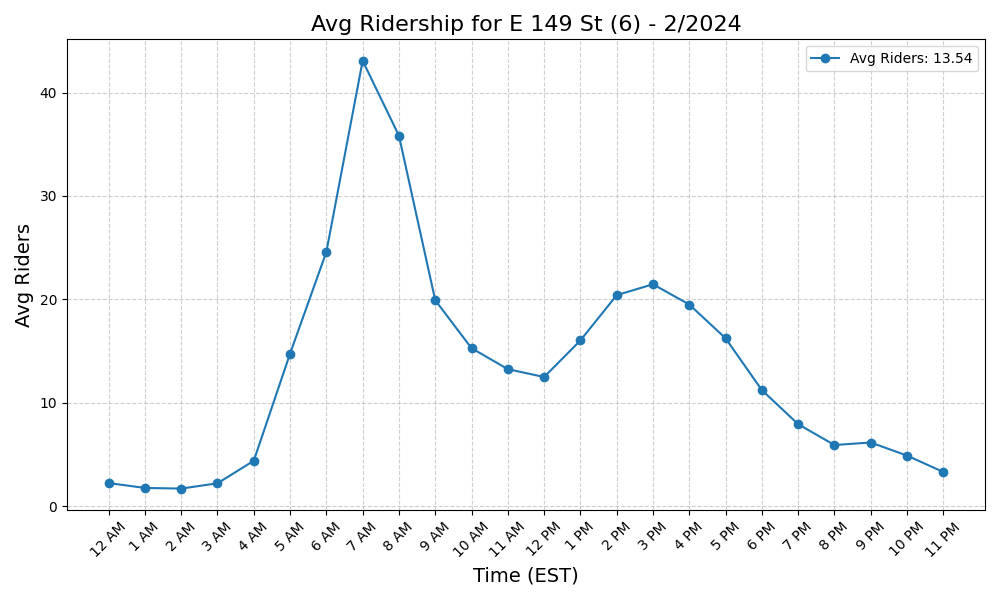 Avg Ridership for E 149 St (6) - 2/2024
Avg Riders: 13.54
Avg Riders
40
30
20
10
0
12 AM
1 AM
2 AM
3 AM
4 AM
5 AM
6 AM
7 AM
8 AM
9 AM
10 AM
11 AM
12 PM
1 PM
2 PM
3 PM
4 PM
5 PM
6 PM
7 PM
8 PM
9 PM
10 PM
11 PM
Time (EST)